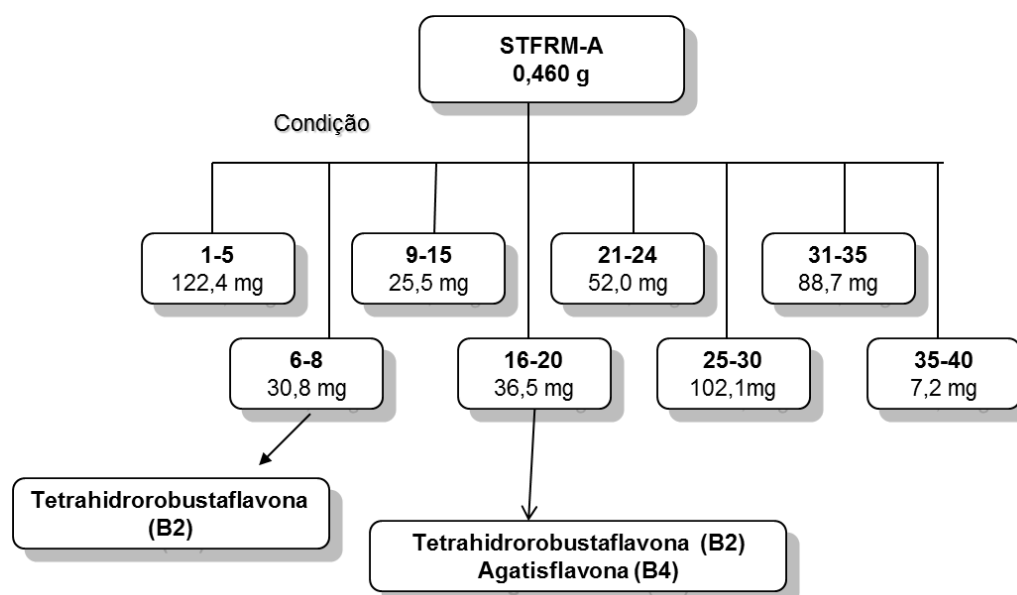 STFRM-A
0,460 g
Condição
1-5
122,4 mg
9-15
25,5 mg
21-24
52,0 mg
31-35
88,7 mg
6-8
30,8 mg
16-20
36,5 mg
25-30
102,1mg
35-40
7,2 mg
Tetrahidrorobustaflavona
(B2)
Tetrahidrorobustaflavona (B2)
Agatisflavona (B4)